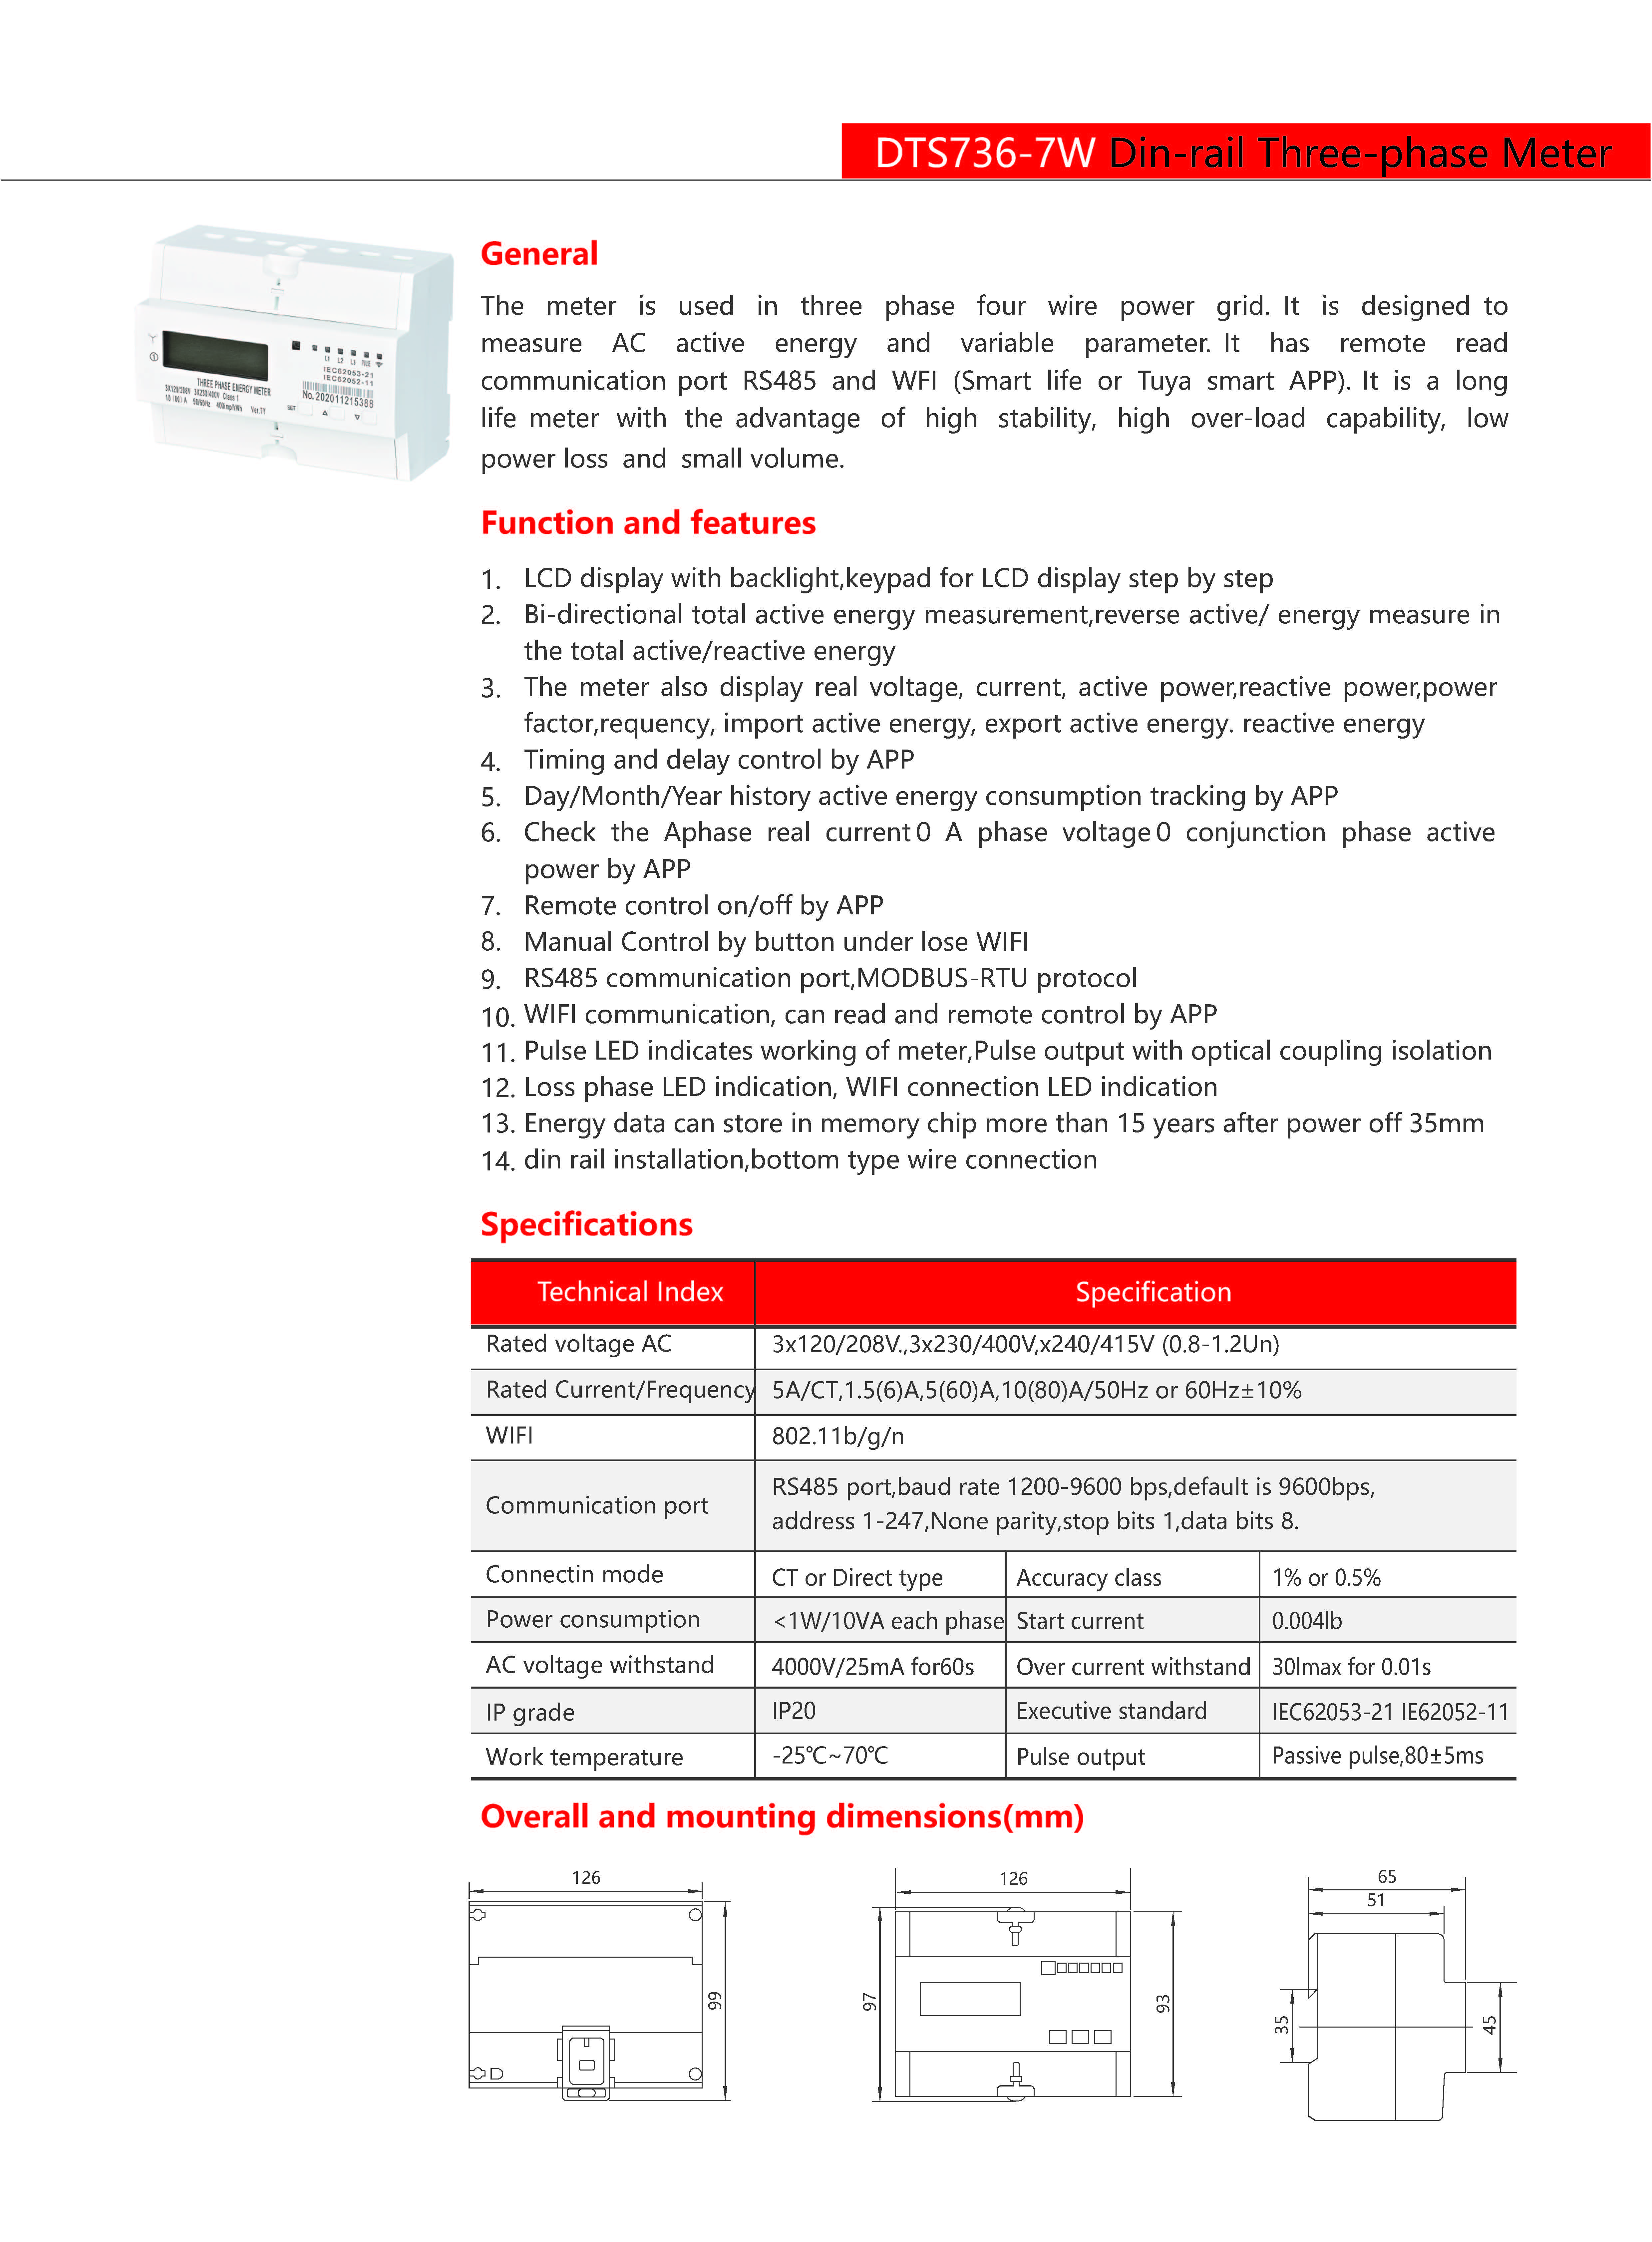 DTS736-7W Din-rail Three-phase Meter
L1 L2 L3 RUE
IEC62053-21
IEC62052-11
THREE PHASE ENERGY METER
3X120/208V 3X230/400V Class 1
10 (80) A 50/60Hz 400imp/kWh Ver.TY
No. 202011215388
SET
General
The meter is used in three phase four wire power grid. It is designed to
measure AC active energy and variable parameter. It has remote read
communication port RS485 and WFI (Smart life or Tuya smart APP). It is a long
life meter with the advantage of high stability, high over-load capability, low
power loss and small volume.
Function and features
1. LCD display with backlight,keypad for LCD display step by step
2. Bi-directional total active energy measurement,reverse active/ energy measure in
the total active/reactive energy
3. The meter also display real voltage, current, active power,reactive power,power
factor,requency, import active energy, export active energy. reactive energy
4. Timing and delay control by APP
5. Day/Month/Year history active energy consumption tracking by APP
6. Check the Aphase real current 0 A phase voltage 0 conjunction phase active
power by APP
7. Remote control on/off by APP
8. Manual Control by button under lose WIFI
9. RS485 communication port,MODBUS-RTU protocol
10. WIFI communication, can read and remote control by APP
11. Pulse LED indicates working of meter,Pulse output with optical coupling isolation
12. Loss phase LED indication, WIFI connection LED indication
13. Energy data can store in memory chip more than 15 years after power off 35mm
14. din rail installation,bottom type wire connection
Specifications
Technical Index Specification
Rated voltage AC 3x120/208V.,3x230/400V,x240/415V (0.8-1.2Un)
Rated Current/Frequency 5A/CT,1.5(6)A,5(60)A,10(80)A/50Hz or 60Hz±10%
WIFI 802.11b/g/n
Communication port RS485 port,baud rate 1200-9600 bps,default is 9600bps,
address 1-247,None parity,stop bits 1,data bits 8.
Connectin mode CT or Direct type Accuracy class 1% or 0.5%
Power consumption <1W/10VA each phase Start current 0.004lb
AC voltage withstand 4000V/25mA for60s Over current withstand 30lmax for 0.01s
IP grade IP20 Executive standard IEC62053-21 IE62052-11
Work temperature -25℃~70℃ Pulse output Passive pulse,80±5ms
Overall and mounting dimensions(mm)
126
99
126
97
93
65
51
35
45